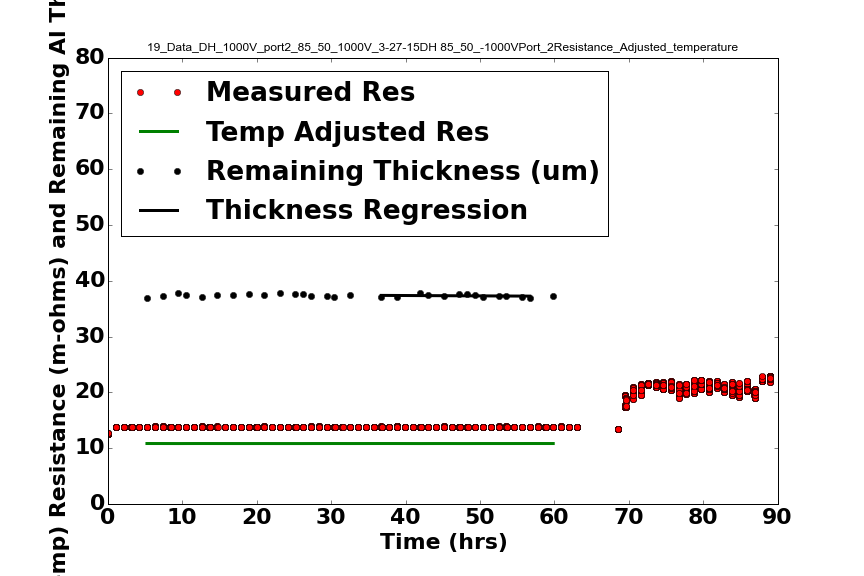 19_Data_DH_1000V_port2_85_50_1000V_3-27-15DH 85_50_-1000VPort_2Resistance_Adjusted_temperature
Measured Res
Temp Adjusted Res
Remaining Thickness (um)
Thickness Regression
80
70
60
50
40
30
20
10
0
0 10 20 30 40 50 60 70 80 90
Time (hrs)
mp) Resistance (m-ohms) and Remaining Al Th